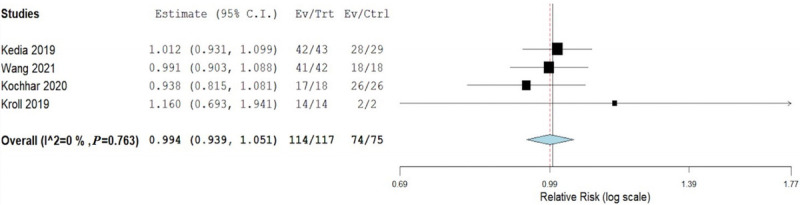 Studies Estimate (95% C.I.) Ev/Trt Ev/Ctrl
Kedia 2019 1.012 (0.931, 1.099) 42/43 28/29
Wang 2021 0.991 (0.903, 1.088) 41/42 18/18
Kochhar 2020 0.938 (0.815, 1.081) 17/18 26/26
Kroll 2019 1.160 (0.693, 1.941) 14/14 2/2
Overall (I^2=0 % , P=0.763) 0.994 (0.939, 1.051) 114/117 74/75
0.69 0.99 1.39 1.77
Relative Risk (log scale)